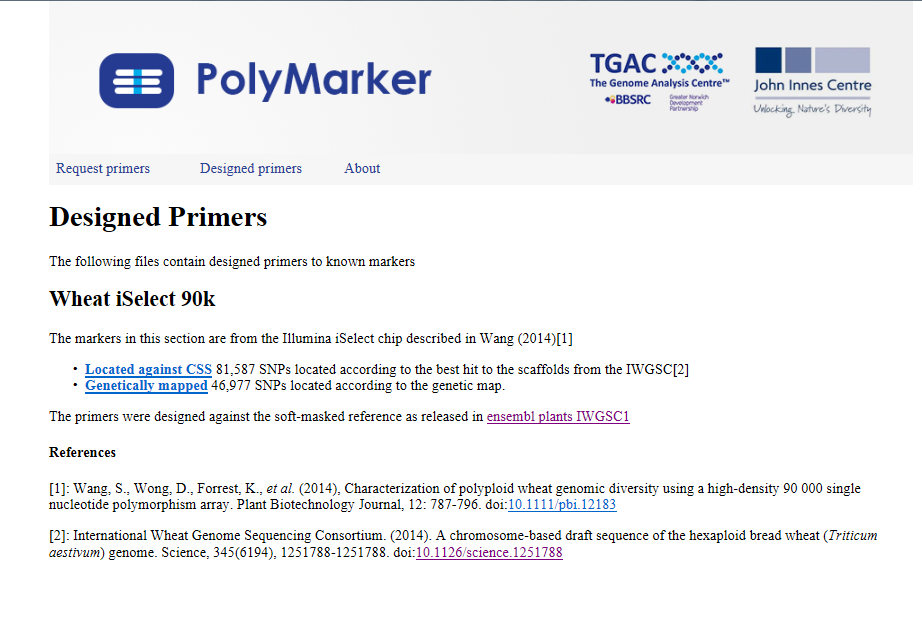 PolyMarker
TGAC
The Genome Analysis Centre™
BBSRC
Greater Norwich
Development
Partnership
John Innes Centre
Unlocking Nature's Diversity
Request primers Designed primers About
Designed Primers
The following files contain designed primers to known markers
Wheat iSelect 90k
The markers in this section are from the Illumina iSelect chip described in Wang (2014)[1]
• Located against CSS 81,587 SNPs located according to the best hit to the scaffolds from the IWGSC[2]
• Genetically mapped 46,977 SNPs located according to the genetic map.
The primers were designed against the soft-masked reference as released in ensembl plants IWGSC1
References
[1]: Wang, S., Wong, D., Forrest, K., et al. (2014), Characterization of polyploid wheat genomic diversity using a high-density 90 000 single
nucleotide polymorphism array. Plant Biotechnology Journal, 12: 787-796. doi:10.1111/pbi.12183
[2]: International Wheat Genome Sequencing Consortium. (2014). A chromosome-based draft sequence of the hexaploid bread wheat (Triticum
aestivum) genome. Science, 345(6194), 1251788-1251788. doi:10.1126/science.1251788